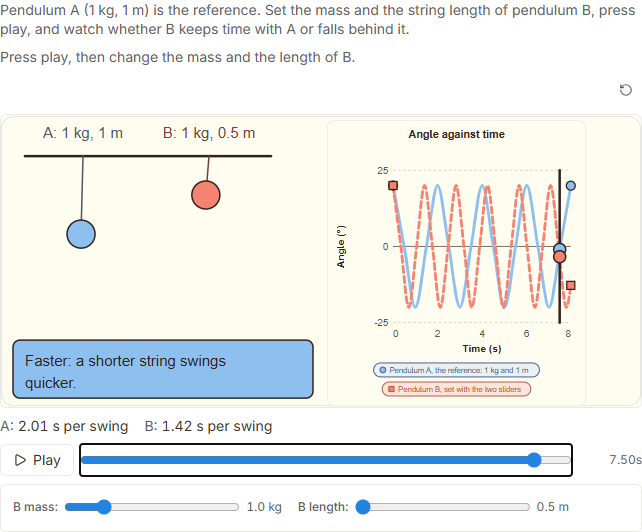 Pendulum A (1 kg, 1 m) is the reference. Set the mass and the string length of pendulum B, press
play, and watch whether B keeps time with A or falls behind it.
Press play, then change the mass and the length of B.
A: 1 kg, 1 m
B: 1 kg, 0.5 m
Faster: a shorter string swings
quicker.
Angle against time
Angle (°)
25
0
-25
0
2
4
6
8
Time (s)
Pendulum A, the reference: 1 kg and 1 m
Pendulum B, set with the two sliders
A: 2.01 s per swing
B: 1.42 s per swing
Play
7.50s
B mass:
1.0 kg
B length:
0.5 m